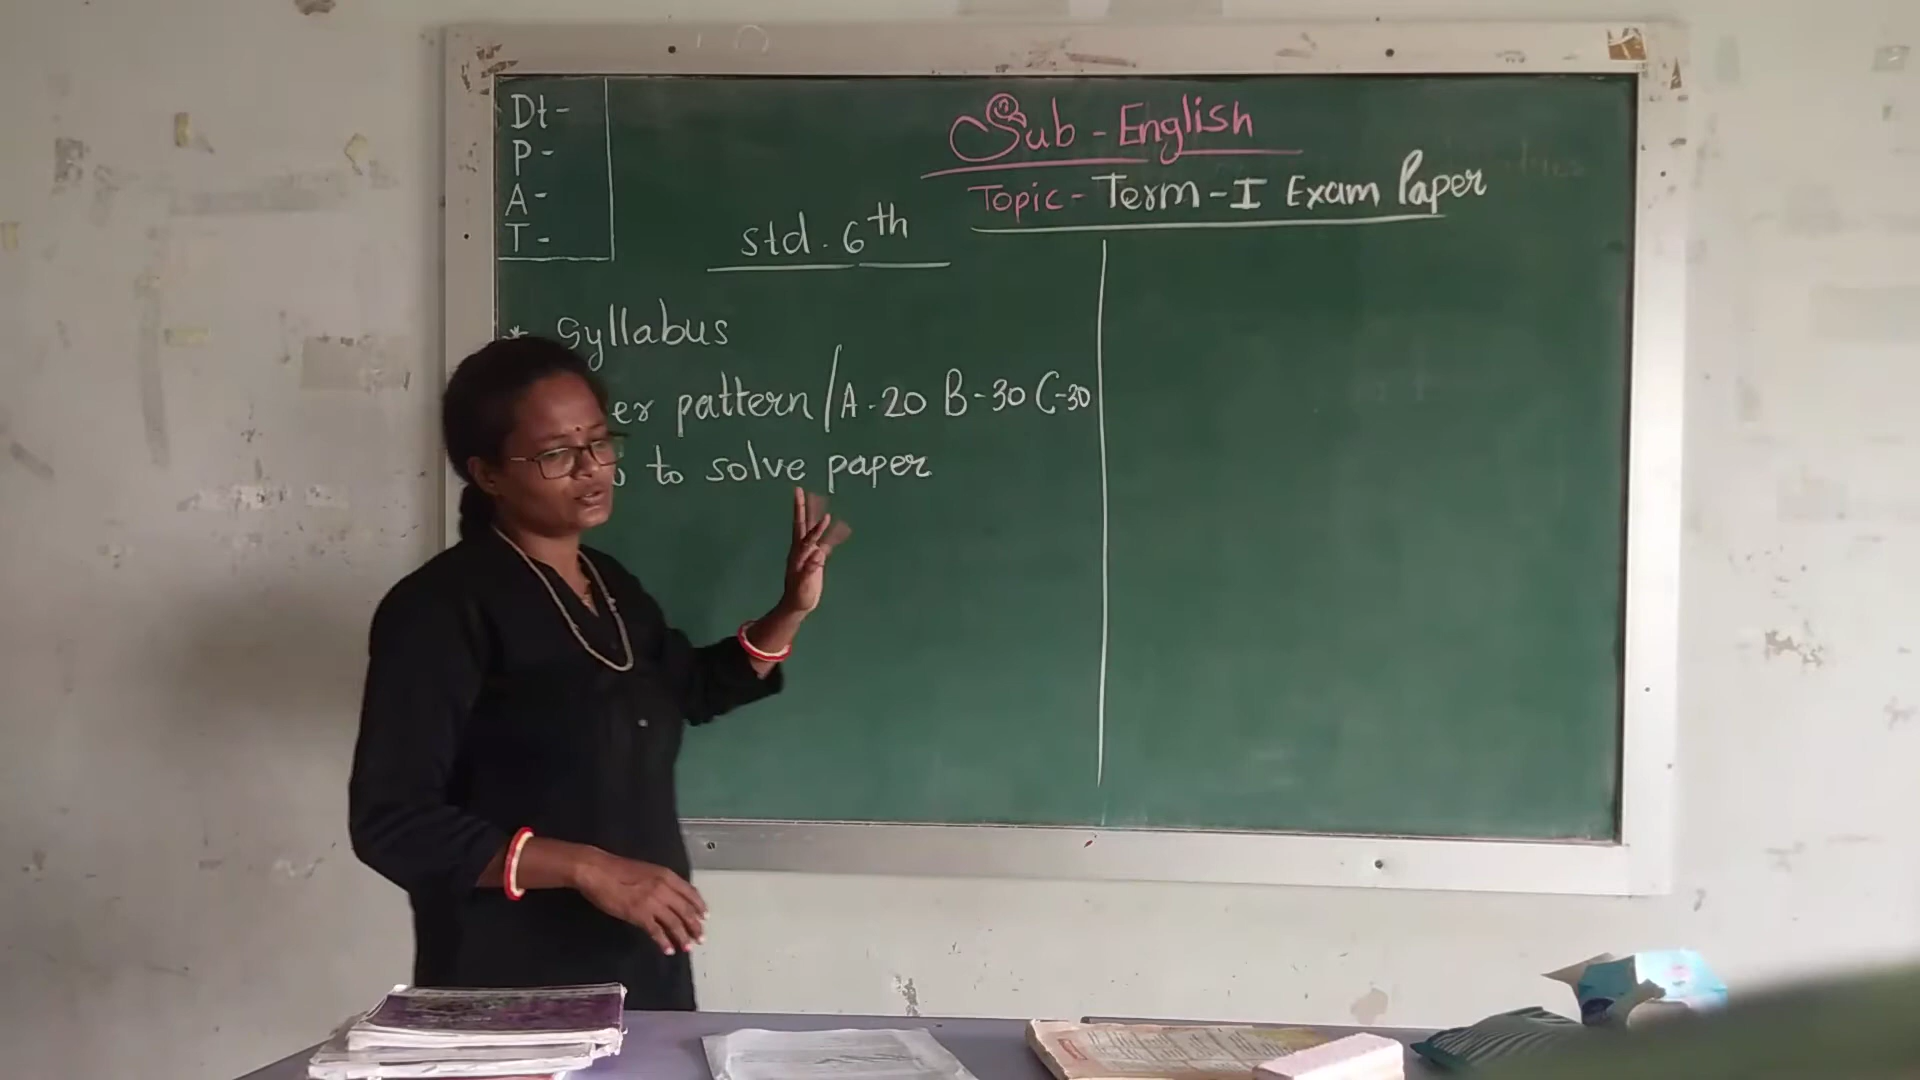 Dt-
P-
A-
T-
Sub-English
Topic-Term-I Exam Paper
std. 6th
* Syllabus
er pattern/A-20 B-30 C-30
to solve paper